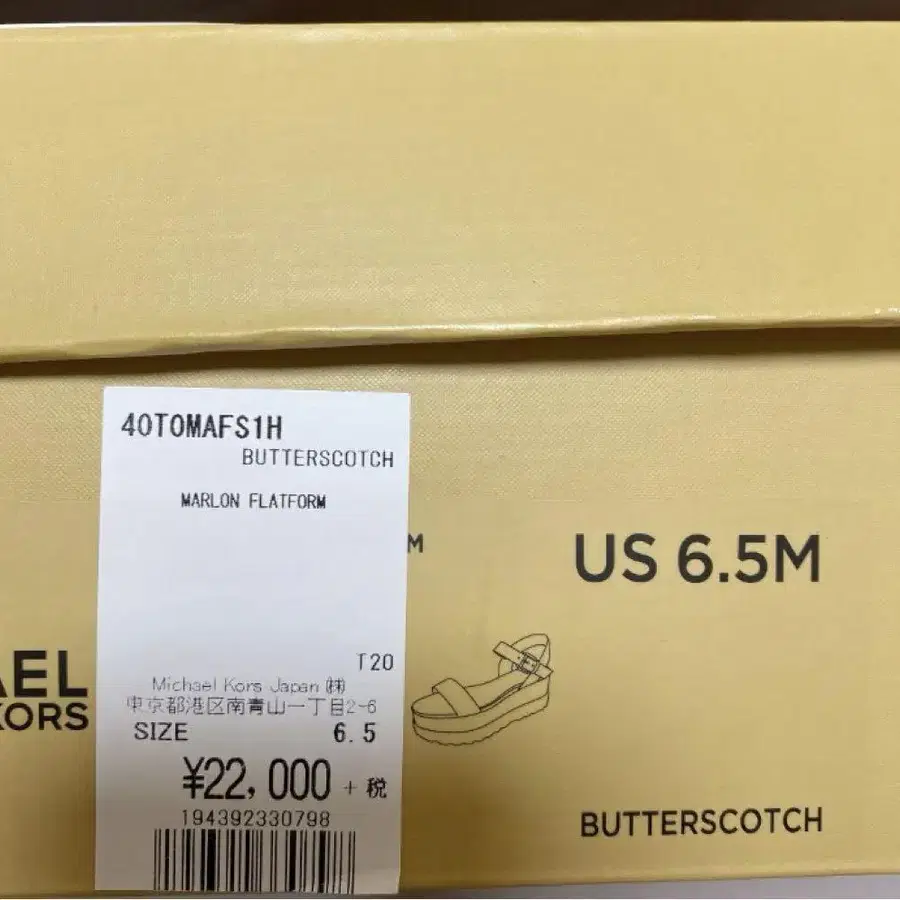 40T0MAFS1H
BUTTERSCOTCH
MARLON FLATFORM
M
US 6.5M
AEL
KORS
T20
Michael Kors Japan ㈱
東京都港区南青山一丁目2-6
SIZE 6.5
¥22,000 +税
194392330798
BUTTERSCOTCH